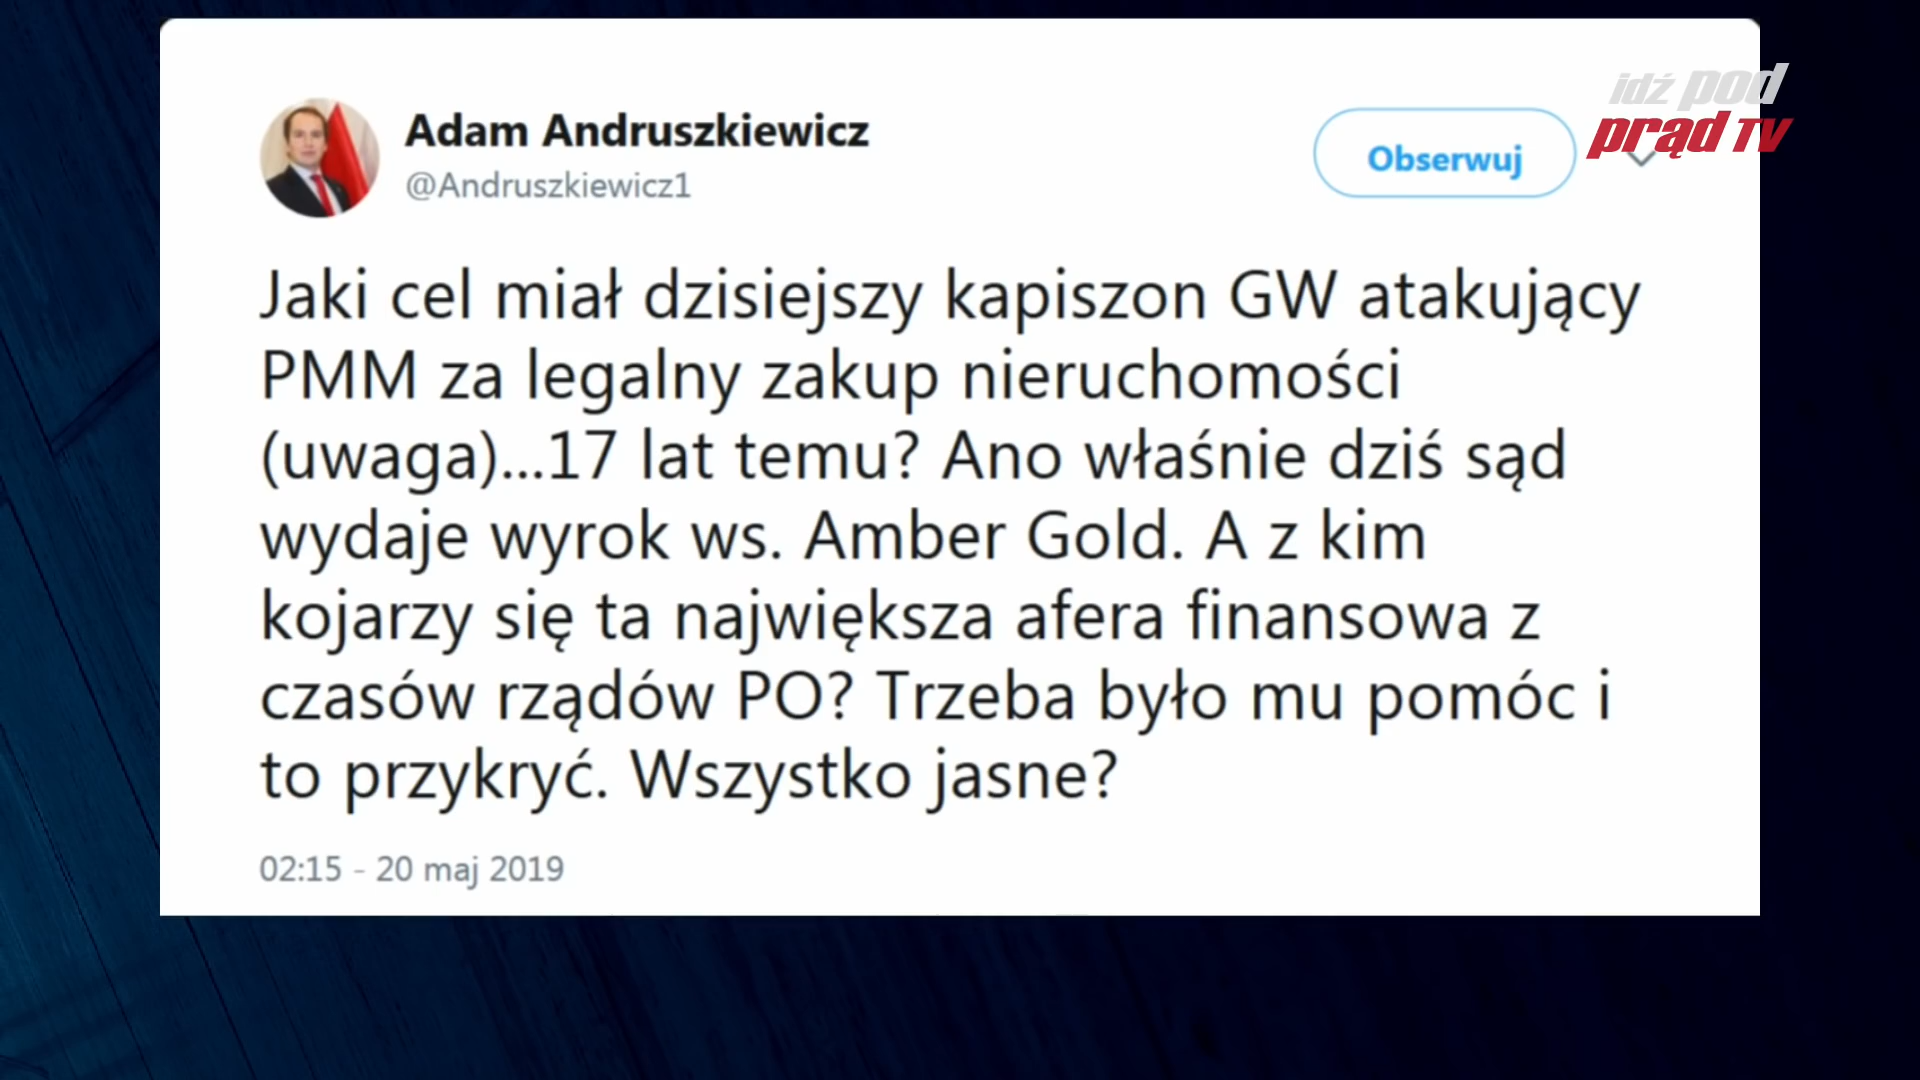 idź pod
prąd TV
Adam Andruszkiewicz
@Andruszkiewicz1
Obserwuj
Jaki cel miał dzisiejszy kapiszon GW atakujący
PMM za legalny zakup nieruchomości
(uwaga)...17 lat temu? Ano właśnie dziś sąd
wydaje wyrok ws. Amber Gold. A z kim
kojarzy się ta największa afera finansowa z
czasów rządów PO? Trzeba było mu pomóc i
to przykryć. Wszystko jasne?
02:15 - 20 maj 2019